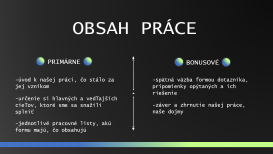 OBSAH PRÁCE
PRIMÁRNE
-úvod k našej práci, čo stálo za
jej vznikom
-určenie si hlavných a vedľajších
cieľov, ktoré sme sa snažili
splniť
-jednotlivé pracovné listy, akú
formu majú, čo obsahujú
BONUSOVÉ
-spätná väzba formou dotazníka,
pripomienky opýtaných a ich
riešenie
-záver a zhrnutie našej práce,
naše dojmy